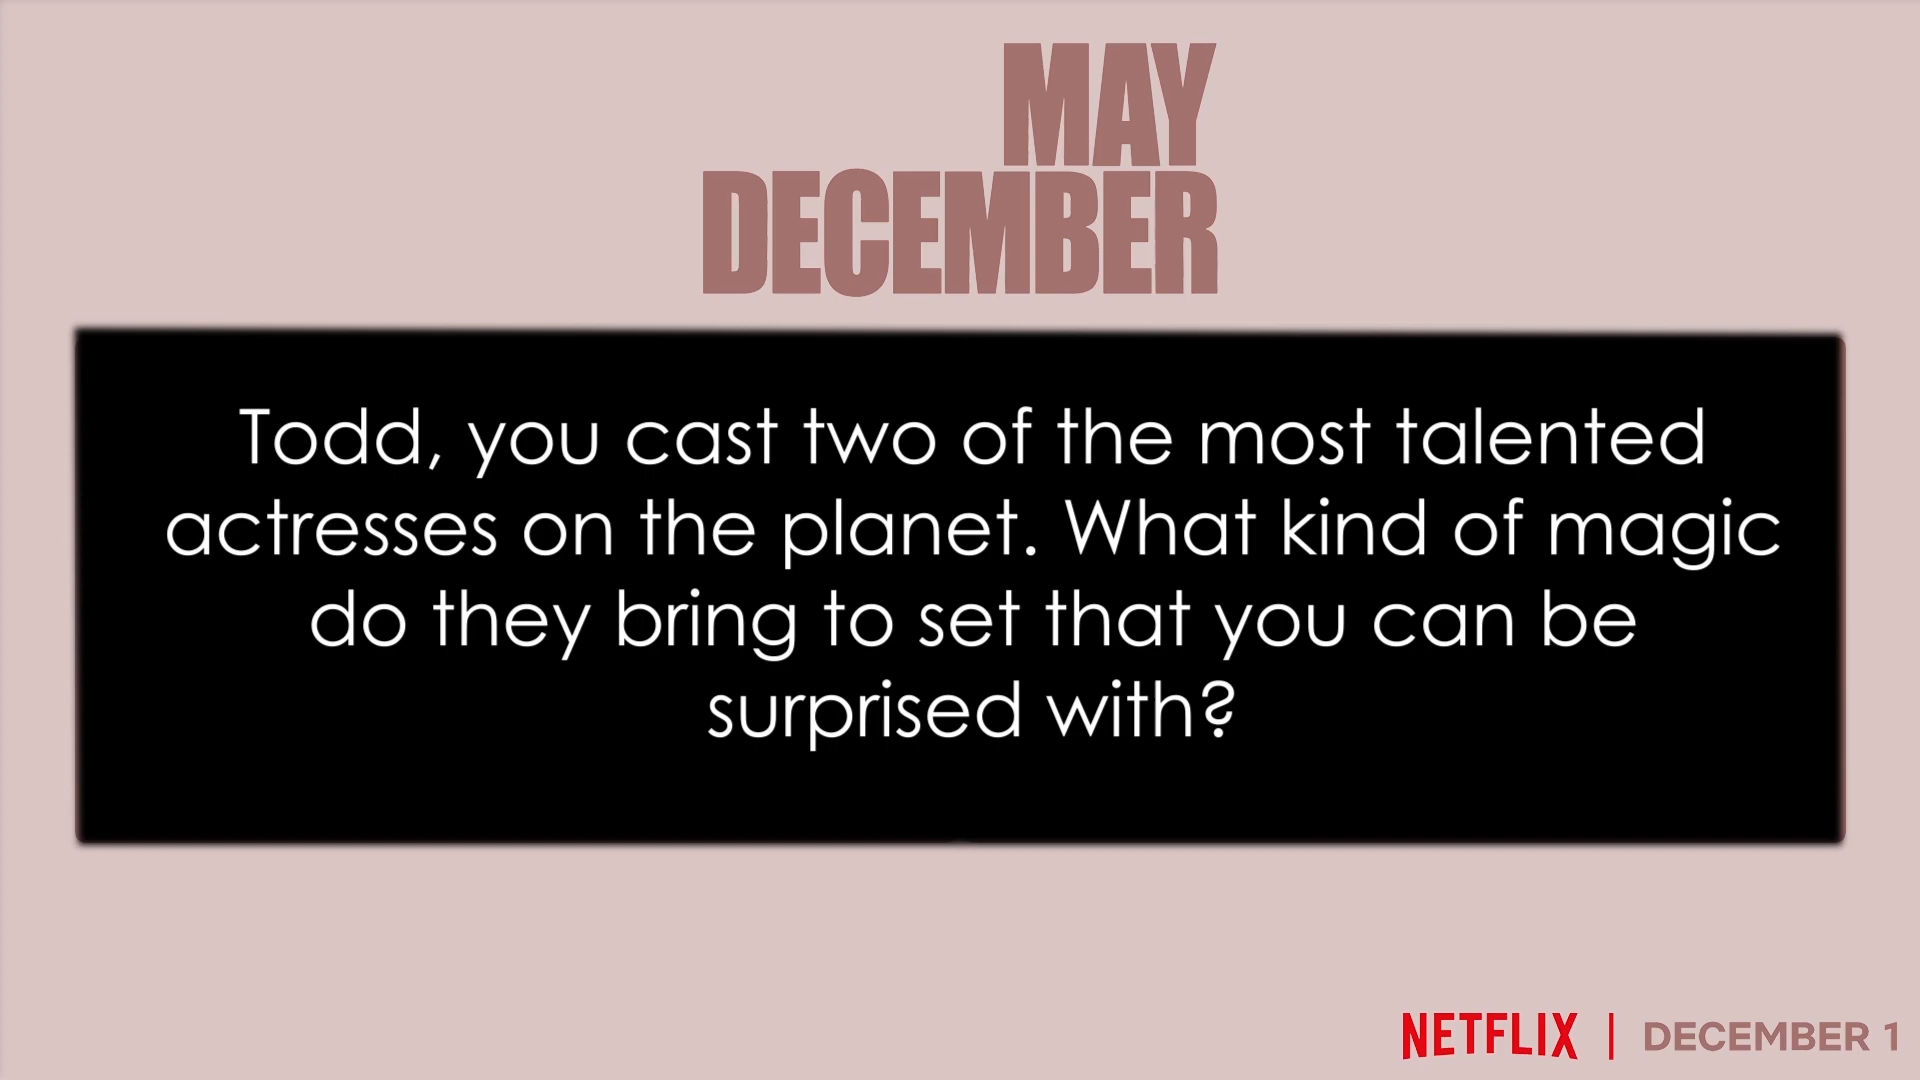 MAY
DECEMBER
Todd, you cast two of the most talented
actresses on the planet. What kind of magic
do they bring to set that you can be
surprised with?
NETFLIX | DECEMBER 1